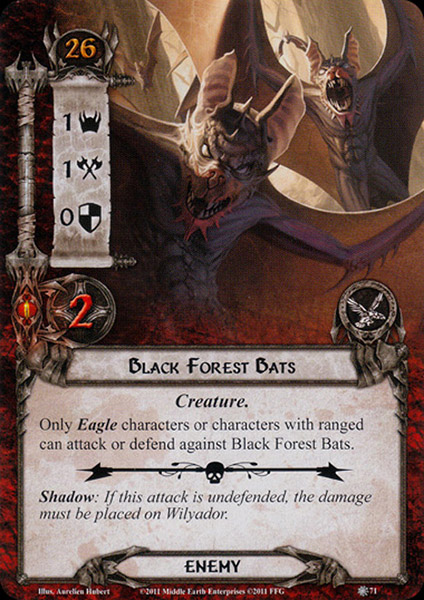 26
1
1
0
2
Black Forest Bats
Creature.
Only Eagle characters or characters with ranged
can attack or defend against Black Forest Bats.
Shadow: If this attack is undefended, the damage
must be placed on Wilyador.
ENEMY
Illus. Aurelien Hubert ©2011 Middle Earth Enterprises ©2011 FFG 71